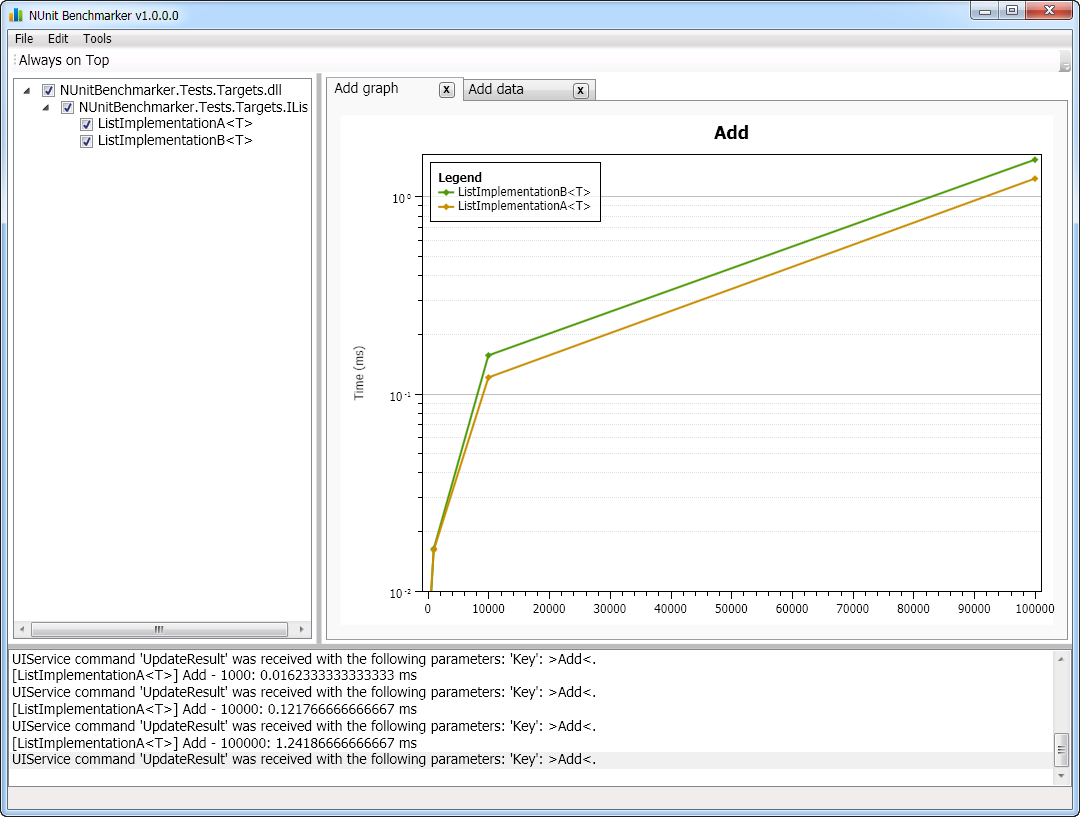 NUnit Benchmarker v1.0.0.0
File Edit Tools
Always on Top
NUnitBenchmarker.Tests.Targets.dll
NUnitBenchmarker.Tests.Targets.ILis
ListImplementationA<T>
ListImplementationB<T>
Add graph x Add data x
Add
Legend
ListImplementationB<T>
ListImplementationA<T>
Time (ms)
10⁰
10⁻¹
10⁻²
0 10000 20000 30000 40000 50000 60000 70000 80000 90000 100000
UIService command 'UpdateResult' was received with the following parameters: 'Key': >Add<.
[ListImplementationA<T>] Add - 1000: 0.0162333333333333 ms
UIService command 'UpdateResult' was received with the following parameters: 'Key': >Add<.
[ListImplementationA<T>] Add - 10000: 0.121766666666667 ms
UIService command 'UpdateResult' was received with the following parameters: 'Key': >Add<.
[ListImplementationA<T>] Add - 100000: 1.24186666666667 ms
UIService command 'UpdateResult' was received with the following parameters: 'Key': >Add<.